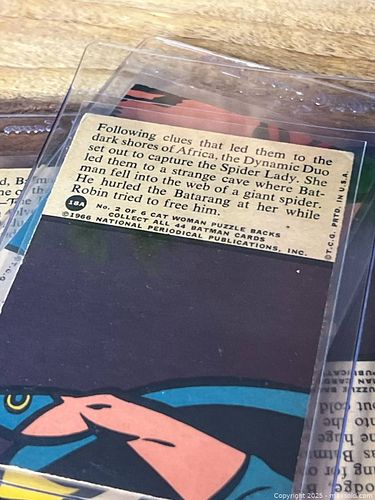 Following clues that led them to the
dark shores of Africa, the Dynamic Duo
set out to capture the Spider Lady. She
led them to a strange cave where Bat-
man fell into the web of a giant spider.
He hurled the Batarang at her while
Robin tried to free him.
18A
No. 2 OF 6 CAT WOMAN PUZZLE BACKS
COLLECT ALL 44 BATMAN CARDS
©1966 NATIONAL PERIODICAL PUBLICATIONS, INC.
©T.C.G. PRTD. IN U.S.A.
Copyright 2025 - maxsold.com